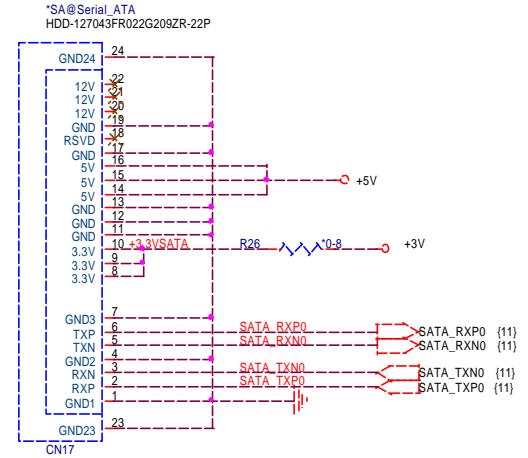 *SA@Serial_ATA
HDD-127043FR022G209ZR-22P
GND24 24
12V 22
12V 21
12V 20
GND 19
RSVD 18
GND 17
5V 16
5V 15 +5V
5V 14
GND 13
GND 12
GND 11
3.3V 10 +3.3VSATA R26 *0-8 +3V
3.3V 9
3.3V 8
GND3 7
TXP 6 SATA_RXP0 SATA_RXP0 {11}
TXN 5 SATA_RXN0 SATA_RXN0 {11}
GND2 4
RXN 3 SATA_TXN0 SATA_TXN0 {11}
RXP 2 SATA_TXP0 SATA_TXP0 {11}
GND1 1
GND23 23
CN17